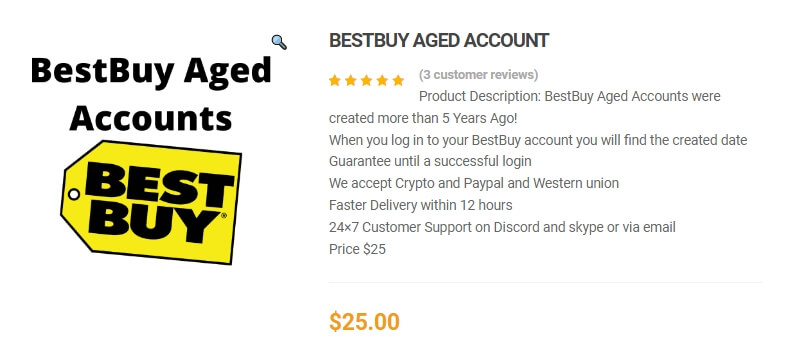 BestBuy Aged
Accounts
BEST
BUY®
BESTBUY AGED ACCOUNT
(3 customer reviews)
Product Description: BestBuy Aged Accounts were
created more than 5 Years Ago!
When you log in to your BestBuy account you will find the created date
Guarantee until a successful login
We accept Crypto and Paypal and Western union
Faster Delivery within 12 hours
24×7 Customer Support on Discord and skype or via email
Price $25
$25.00